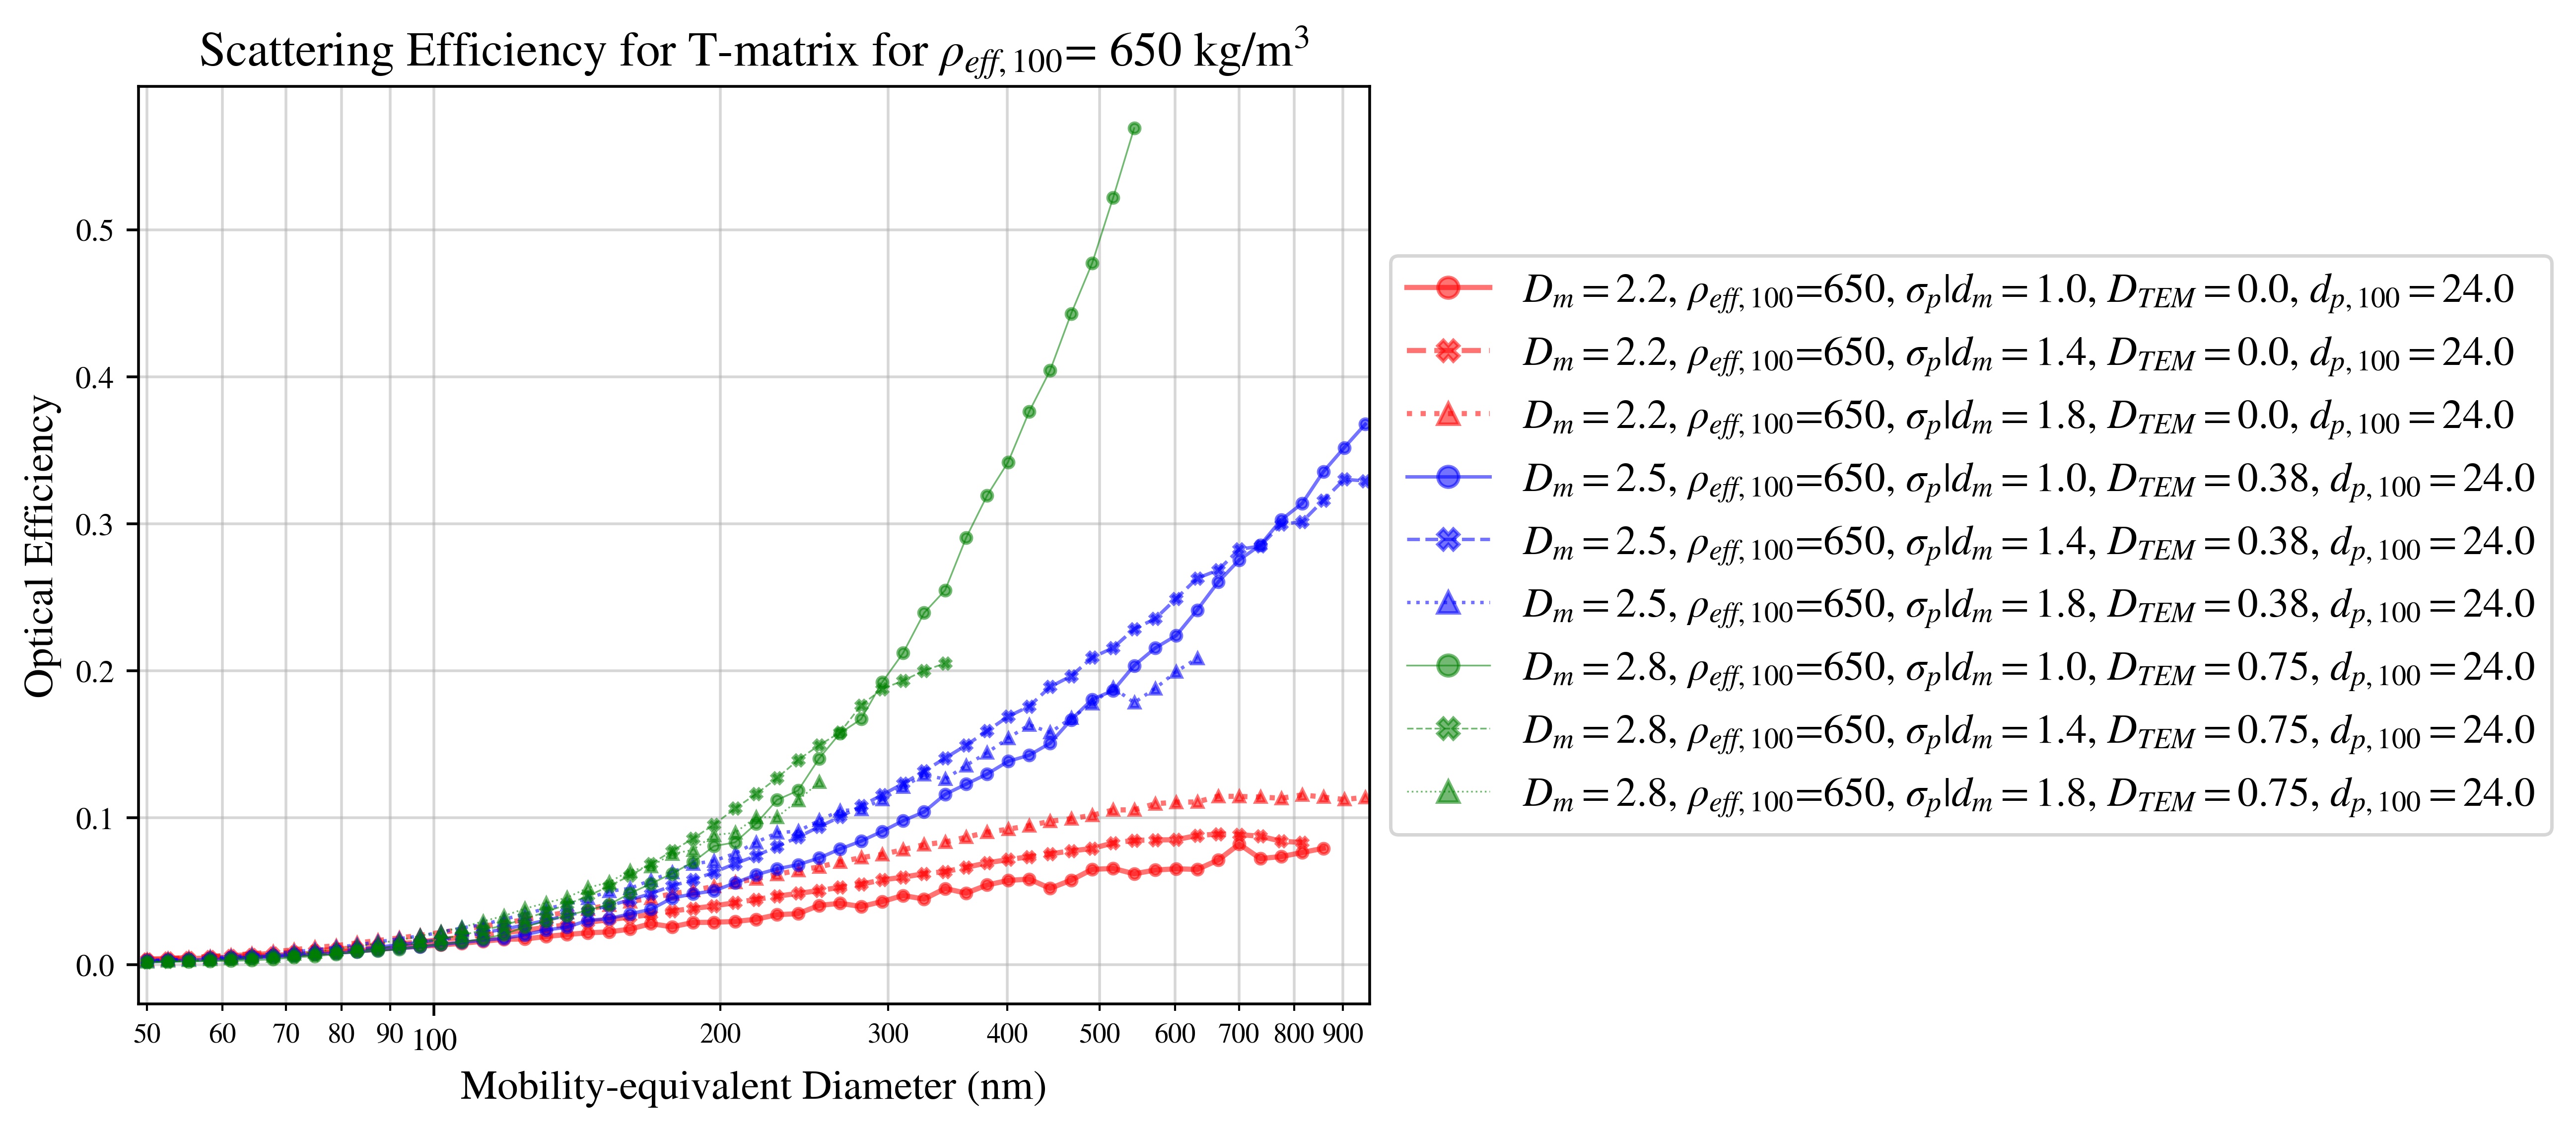 Scattering Efficiency for T-matrix for ρeff,100= 650 kg/m³
Optical Efficiency
0.5
0.4
0.3
0.2
0.1
0.0
50 60 70 80 90 100 200 300 400 500 600 700 800 900
Mobility-equivalent Diameter (nm)
Dm = 2.2, ρeff,100=650, σp|dm = 1.0, DTEM = 0.0, dp,100 = 24.0
Dm = 2.2, ρeff,100=650, σp|dm = 1.4, DTEM = 0.0, dp,100 = 24.0
Dm = 2.2, ρeff,100=650, σp|dm = 1.8, DTEM = 0.0, dp,100 = 24.0
Dm = 2.5, ρeff,100=650, σp|dm = 1.0, DTEM = 0.38, dp,100 = 24.0
Dm = 2.5, ρeff,100=650, σp|dm = 1.4, DTEM = 0.38, dp,100 = 24.0
Dm = 2.5, ρeff,100=650, σp|dm = 1.8, DTEM = 0.38, dp,100 = 24.0
Dm = 2.8, ρeff,100=650, σp|dm = 1.0, DTEM = 0.75, dp,100 = 24.0
Dm = 2.8, ρeff,100=650, σp|dm = 1.4, DTEM = 0.75, dp,100 = 24.0
Dm = 2.8, ρeff,100=650, σp|dm = 1.8, DTEM = 0.75, dp,100 = 24.0